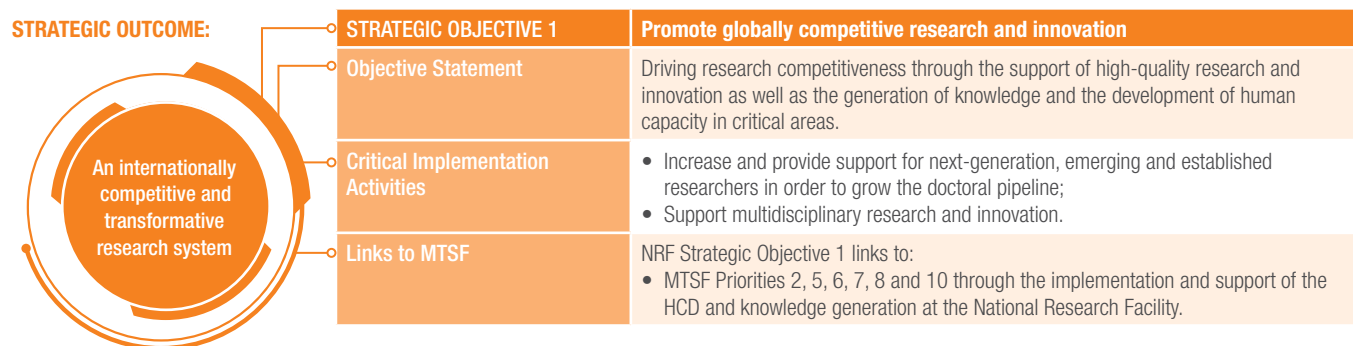 STRATEGIC OUTCOME:
An internationally
competitive and
transformative
research system
STRATEGIC OBJECTIVE 1
Promote globally competitive research and innovation
Objective Statement
Driving research competitiveness through the support of high-quality research and
innovation as well as the generation of knowledge and the development of human
capacity in critical areas.
Critical Implementation
Activities
• Increase and provide support for next-generation, emerging and established
researchers in order to grow the doctoral pipeline;
• Support multidisciplinary research and innovation.
Links to MTSF
NRF Strategic Objective 1 links to:
• MTSF Priorities 2, 5, 6, 7, 8 and 10 through the implementation and support of the
HCD and knowledge generation at the National Research Facility.